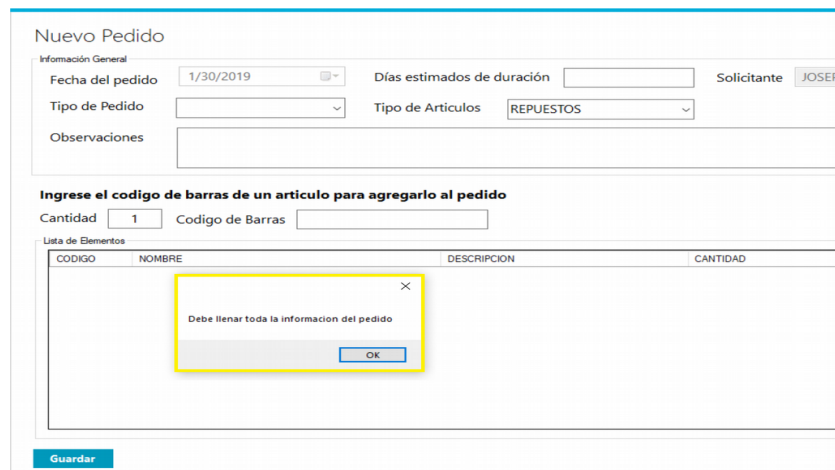 Nuevo Pedido
Información General
Fecha del pedido 1/30/2019 Días estimados de duración Solicitante JOSEF
Tipo de Pedido Tipo de Articulos REPUESTOS
Observaciones
Ingrese el codigo de barras de un articulo para agregarlo al pedido
Cantidad 1 Codigo de Barras
Lista de Elementos
CODIGO NOMBRE DESCRIPCION CANTIDAD
Debe llenar toda la informacion del pedido
OK
Guardar